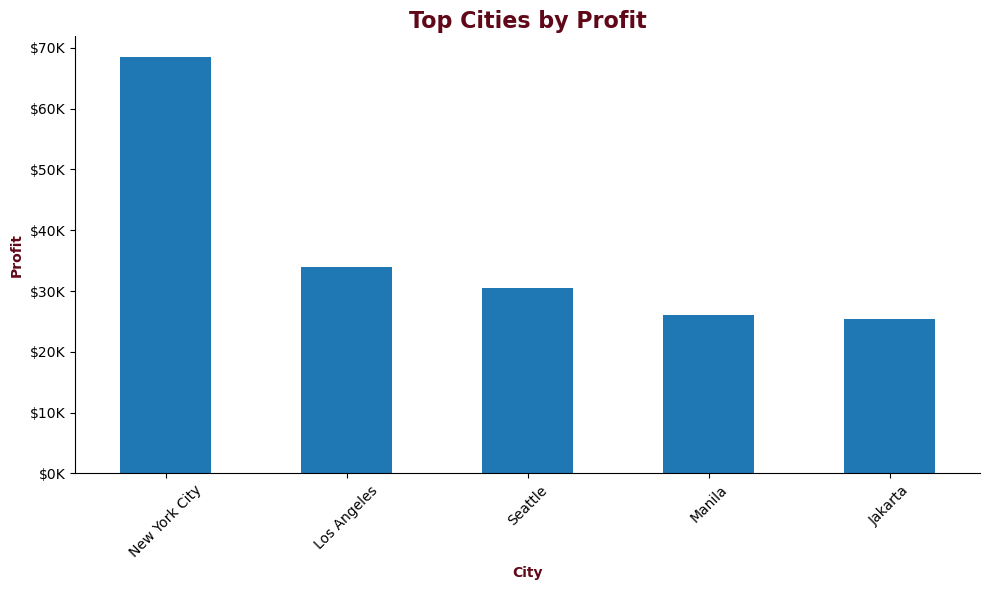 Top Cities by Profit
$70K
$60K
$50K
$40K
$30K
$20K
$10K
$0K
Profit
New York City
Los Angeles
Seattle
Manila
Jakarta
City